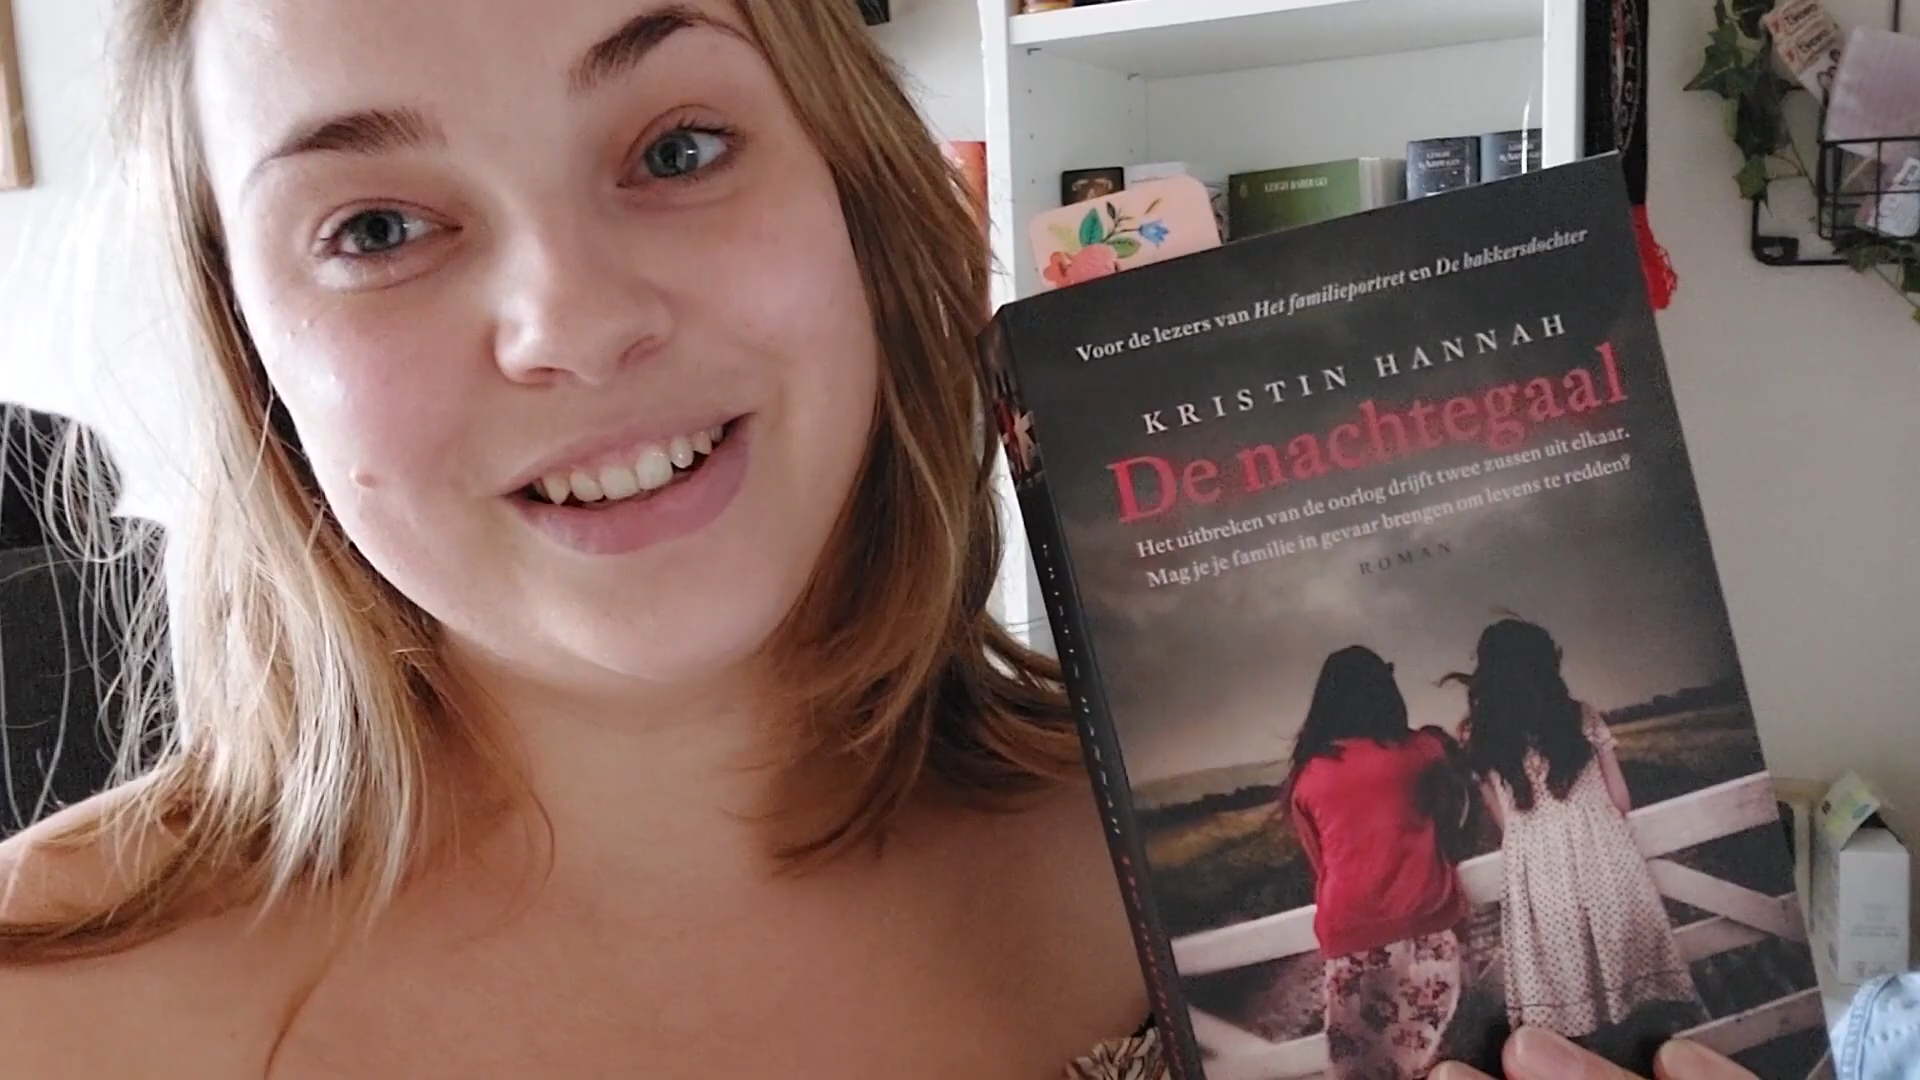 Voor de lezers van Het familieportret en De bakkersdochter
KRISTIN HANNAH
De nachtegaal
Het uitbreken van de oorlog drijft twee zussen uit elkaar.
Mag je je familie in gevaar brengen om levens te redden?
ROMAN
LEIGH BARDUGO